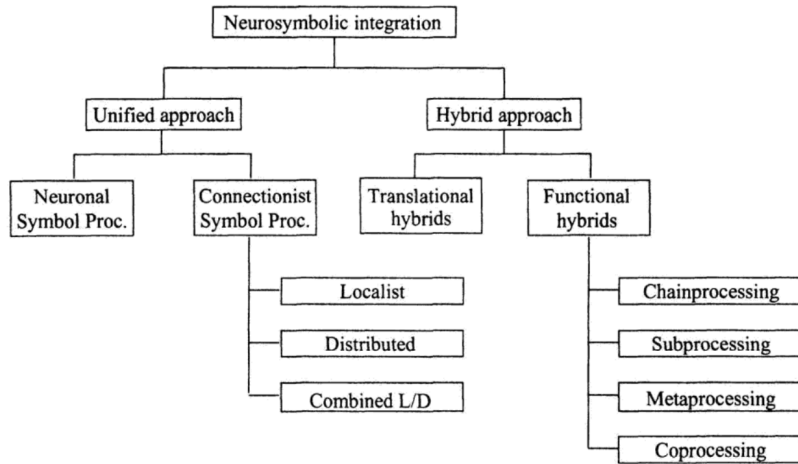 Neurosymbolic integration
Unified approach
Hybrid approach
Neuronal
Symbol Proc.
Connectionist
Symbol Proc.
Translational
hybrids
Functional
hybrids
Localist
Distributed
Combined L/D
Chainprocessing
Subprocessing
Metaprocessing
Coprocessing